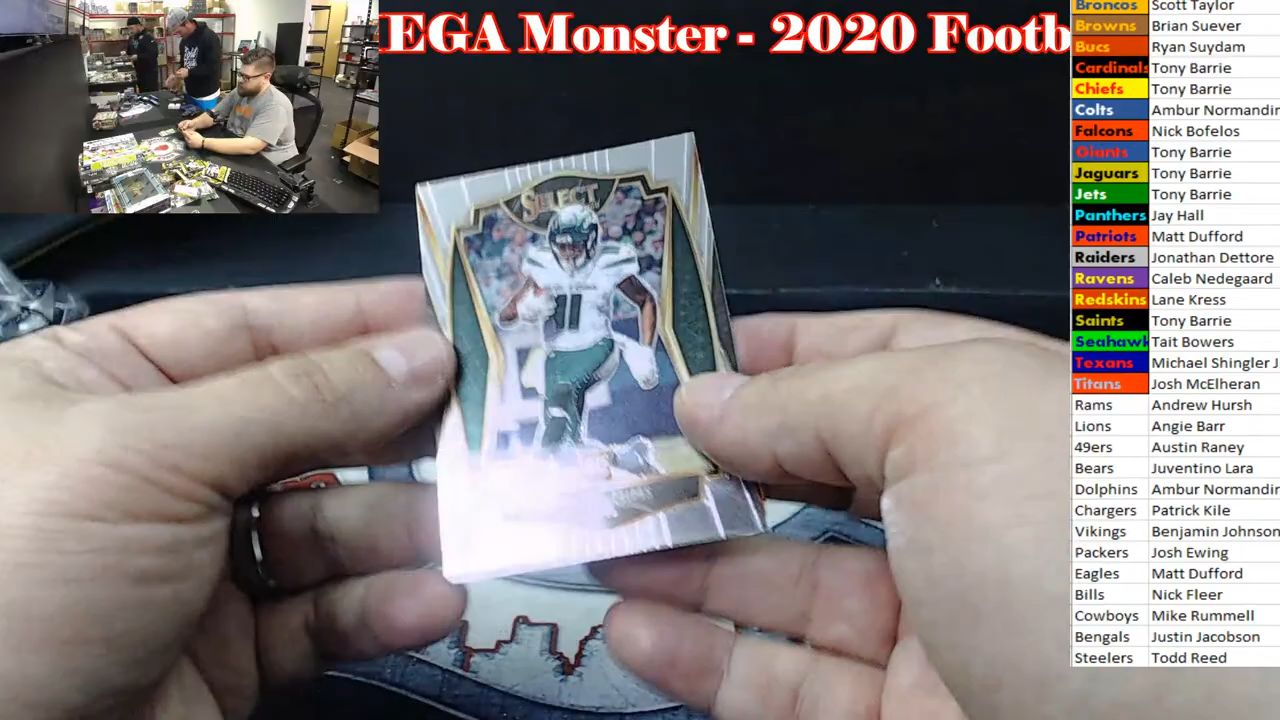 EGA Monster - 2020 Footb
SELECT
11
Broncos Scott Taylor
Browns Brian Suever
Bucs Ryan Suydam
Cardinals Tony Barrie
Chiefs Tony Barrie
Colts Ambur Normandin
Falcons Nick Bofelos
Giants Tony Barrie
Jaguars Tony Barrie
Jets Tony Barrie
Panthers Jay Hall
Patriots Matt Dufford
Raiders Jonathan Dettore
Ravens Caleb Nedegaard
Redskins Lane Kress
Saints Tony Barrie
Seahawk Tait Bowers
Texans Michael Shingler J
Titans Josh McElheran
Rams Andrew Hursh
Lions Angie Barr
49ers Austin Raney
Bears Juventino Lara
Dolphins Ambur Normandin
Chargers Patrick Kile
Vikings Benjamin Johnson
Packers Josh Ewing
Eagles Matt Dufford
Bills Nick Fleer
Cowboys Mike Rummell
Bengals Justin Jacobson
Steelers Todd Reed